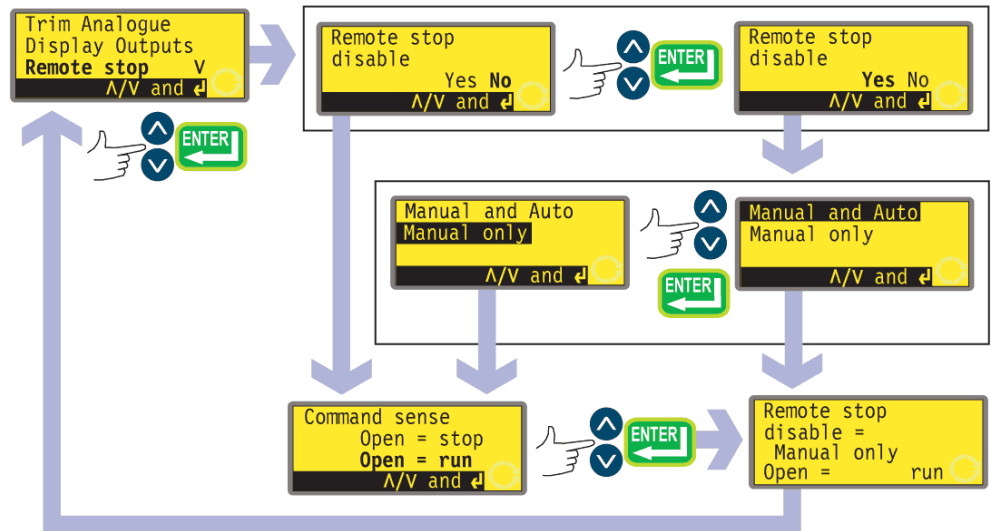 Trim Analogue
Display Outputs
Remote stop V
Λ/V and ↲
ENTER
Remote stop
disable
Yes No
Λ/V and ↲
ENTER
Remote stop
disable
Yes No
Λ/V and ↲
Manual and Auto
Manual only
Λ/V and ↲
ENTER
Manual and Auto
Manual only
Λ/V and ↲
Command sense
Open = stop
Open = run
Λ/V and ↲
ENTER
Remote stop
disable =
Manual only
Open = run